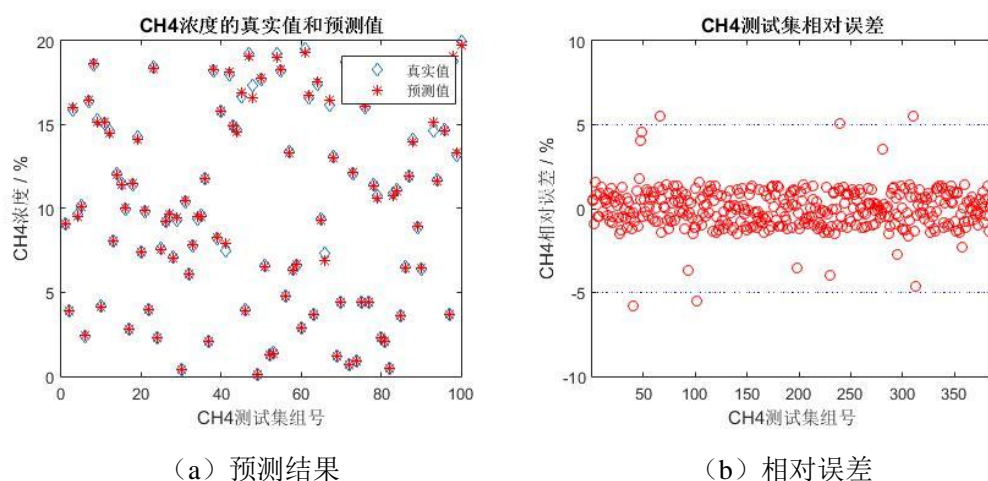 CH4浓度的真实值和预测值
20
15
10
5
0
CH4浓度 / %
真实值
预测值
0 20 40 60 80 100
CH4测试集组号
(a) 预测结果
CH4测试集相对误差
10
5
0
-5
-10
CH4相对误差 / %
50 100 150 200 250 300 350
CH4测试集组号
(b) 相对误差